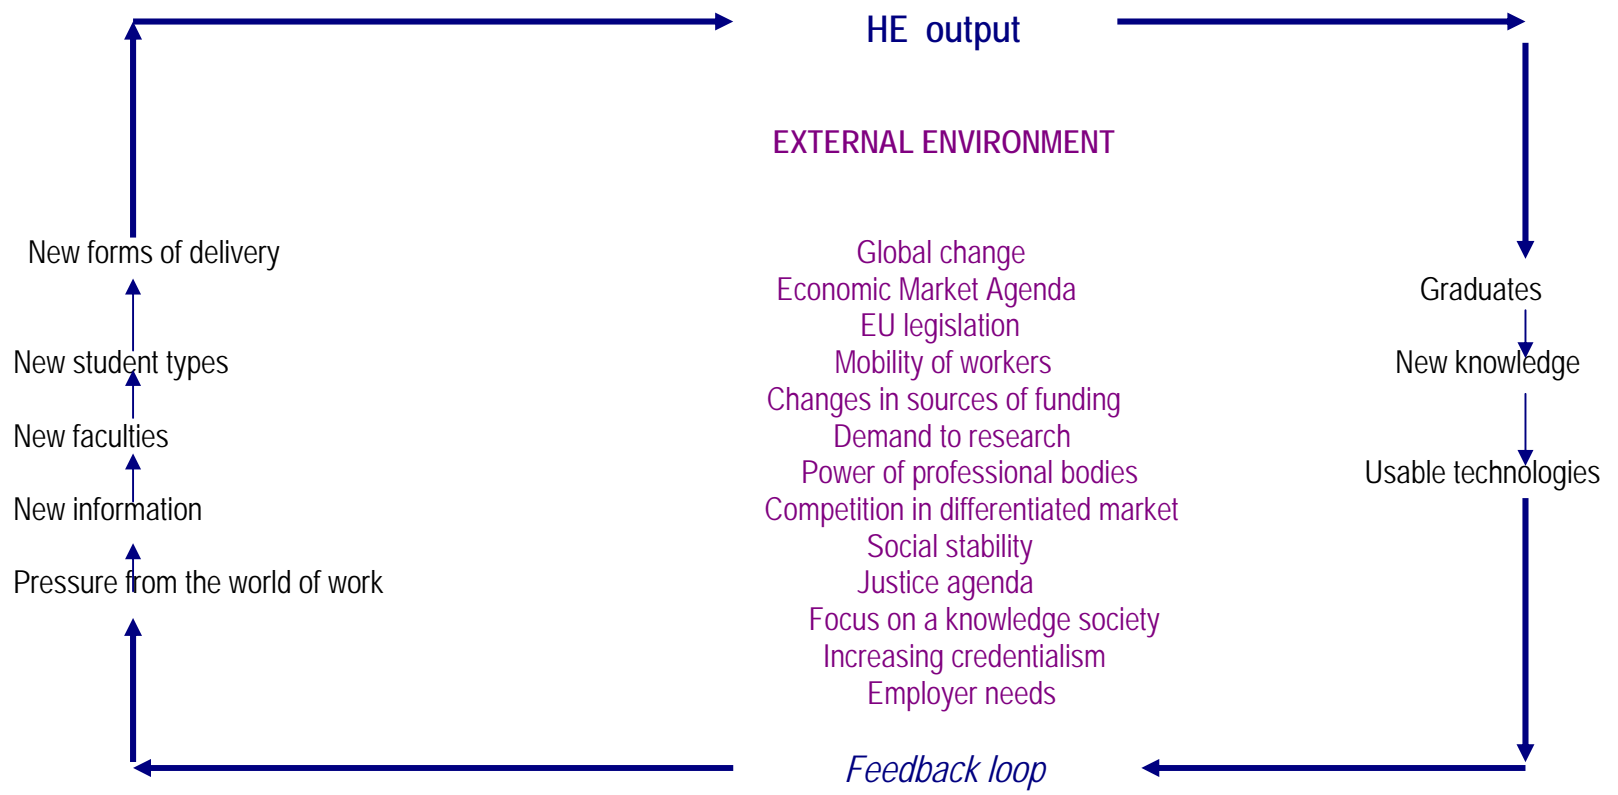 HE output
EXTERNAL ENVIRONMENT
New forms of delivery
New student types
New faculties
New information
Pressure from the world of work
Global change
Economic Market Agenda
EU legislation
Mobility of workers
Changes in sources of funding
Demand to research
Power of professional bodies
Competition in differentiated market
Social stability
Justice agenda
Focus on a knowledge society
Increasing credentialism
Employer needs
Graduates
New knowledge
Usable technologies
Feedback loop